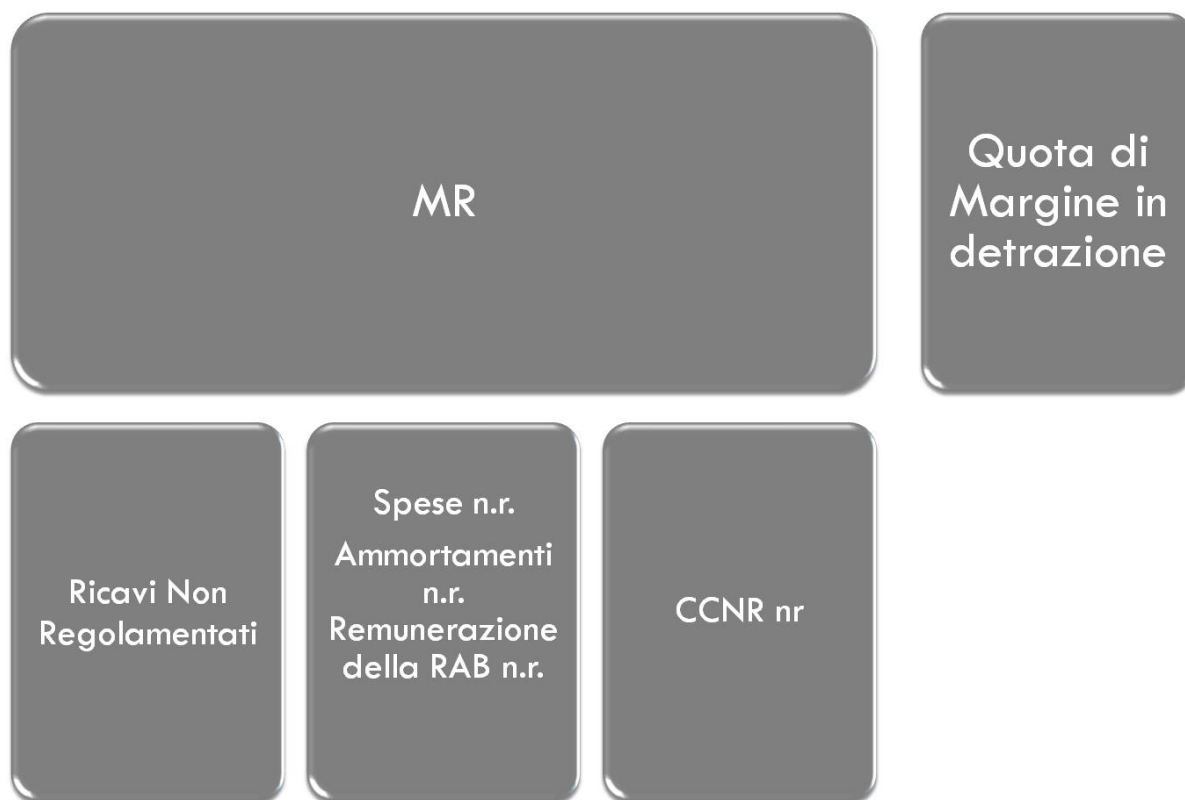 MR
Quota di
Margine in
detrazione
Ricavi Non
Regolamentati
Spese n.r.
Ammortamenti
n.r.
Remunerazione
della RAB n.r.
CCNR nr